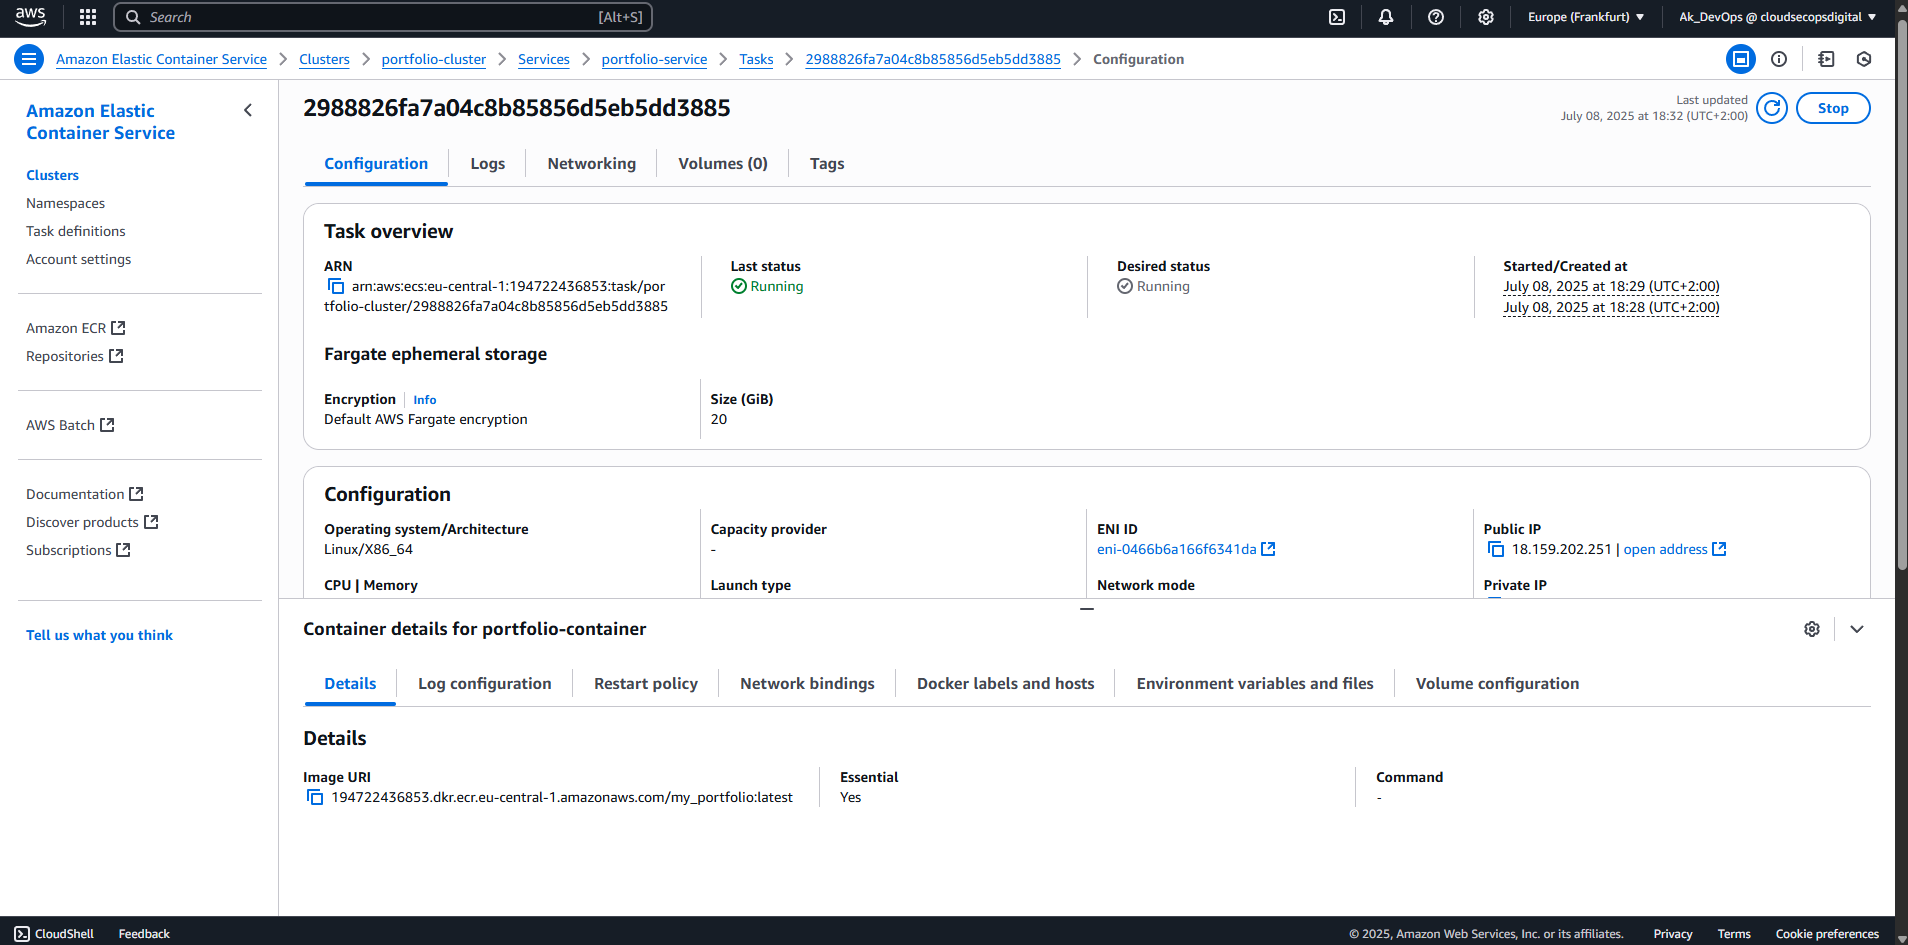 aws
Search
[Alt+S]
Europe (Frankfurt)
Ak_DevOps @ cloudsecopsdigital
Amazon Elastic Container Service
Clusters
portfolio-cluster
Services
portfolio-service
Tasks
2988826fa7a04c8b85856d5eb5dd3885
Configuration
Amazon Elastic
Container Service
Clusters
Namespaces
Task definitions
Account settings
Amazon ECR
Repositories
AWS Batch
Documentation
Discover products
Subscriptions
Tell us what you think
2988826fa7a04c8b85856d5eb5dd3885
Last updated
July 08, 2025 at 18:32 (UTC+2:00)
Stop
Configuration
Logs
Networking
Volumes (0)
Tags
Task overview
ARN
arn:aws:ecs:eu-central-1:194722436853:task/por
tfolio-cluster/2988826fa7a04c8b85856d5eb5dd3885
Last status
Running
Desired status
Running
Started/Created at
July 08, 2025 at 18:29 (UTC+2:00)
July 08, 2025 at 18:28 (UTC+2:00)
Fargate ephemeral storage
Encryption
Info
Default AWS Fargate encryption
Size (GiB)
20
Configuration
Operating system/Architecture
Linux/X86_64
Capacity provider
-
ENI ID
eni-0466b6a166f6341da
Public IP
18.159.202.251 | open address
CPU | Memory
Launch type
Network mode
Private IP
Container details for portfolio-container
Details
Log configuration
Restart policy
Network bindings
Docker labels and hosts
Environment variables and files
Volume configuration
Details
Image URI
194722436853.dkr.ecr.eu-central-1.amazonaws.com/my_portfolio:latest
Essential
Yes
Command
-
CloudShell
Feedback
© 2025, Amazon Web Services, Inc. or its affiliates.
Privacy
Terms
Cookie preferences